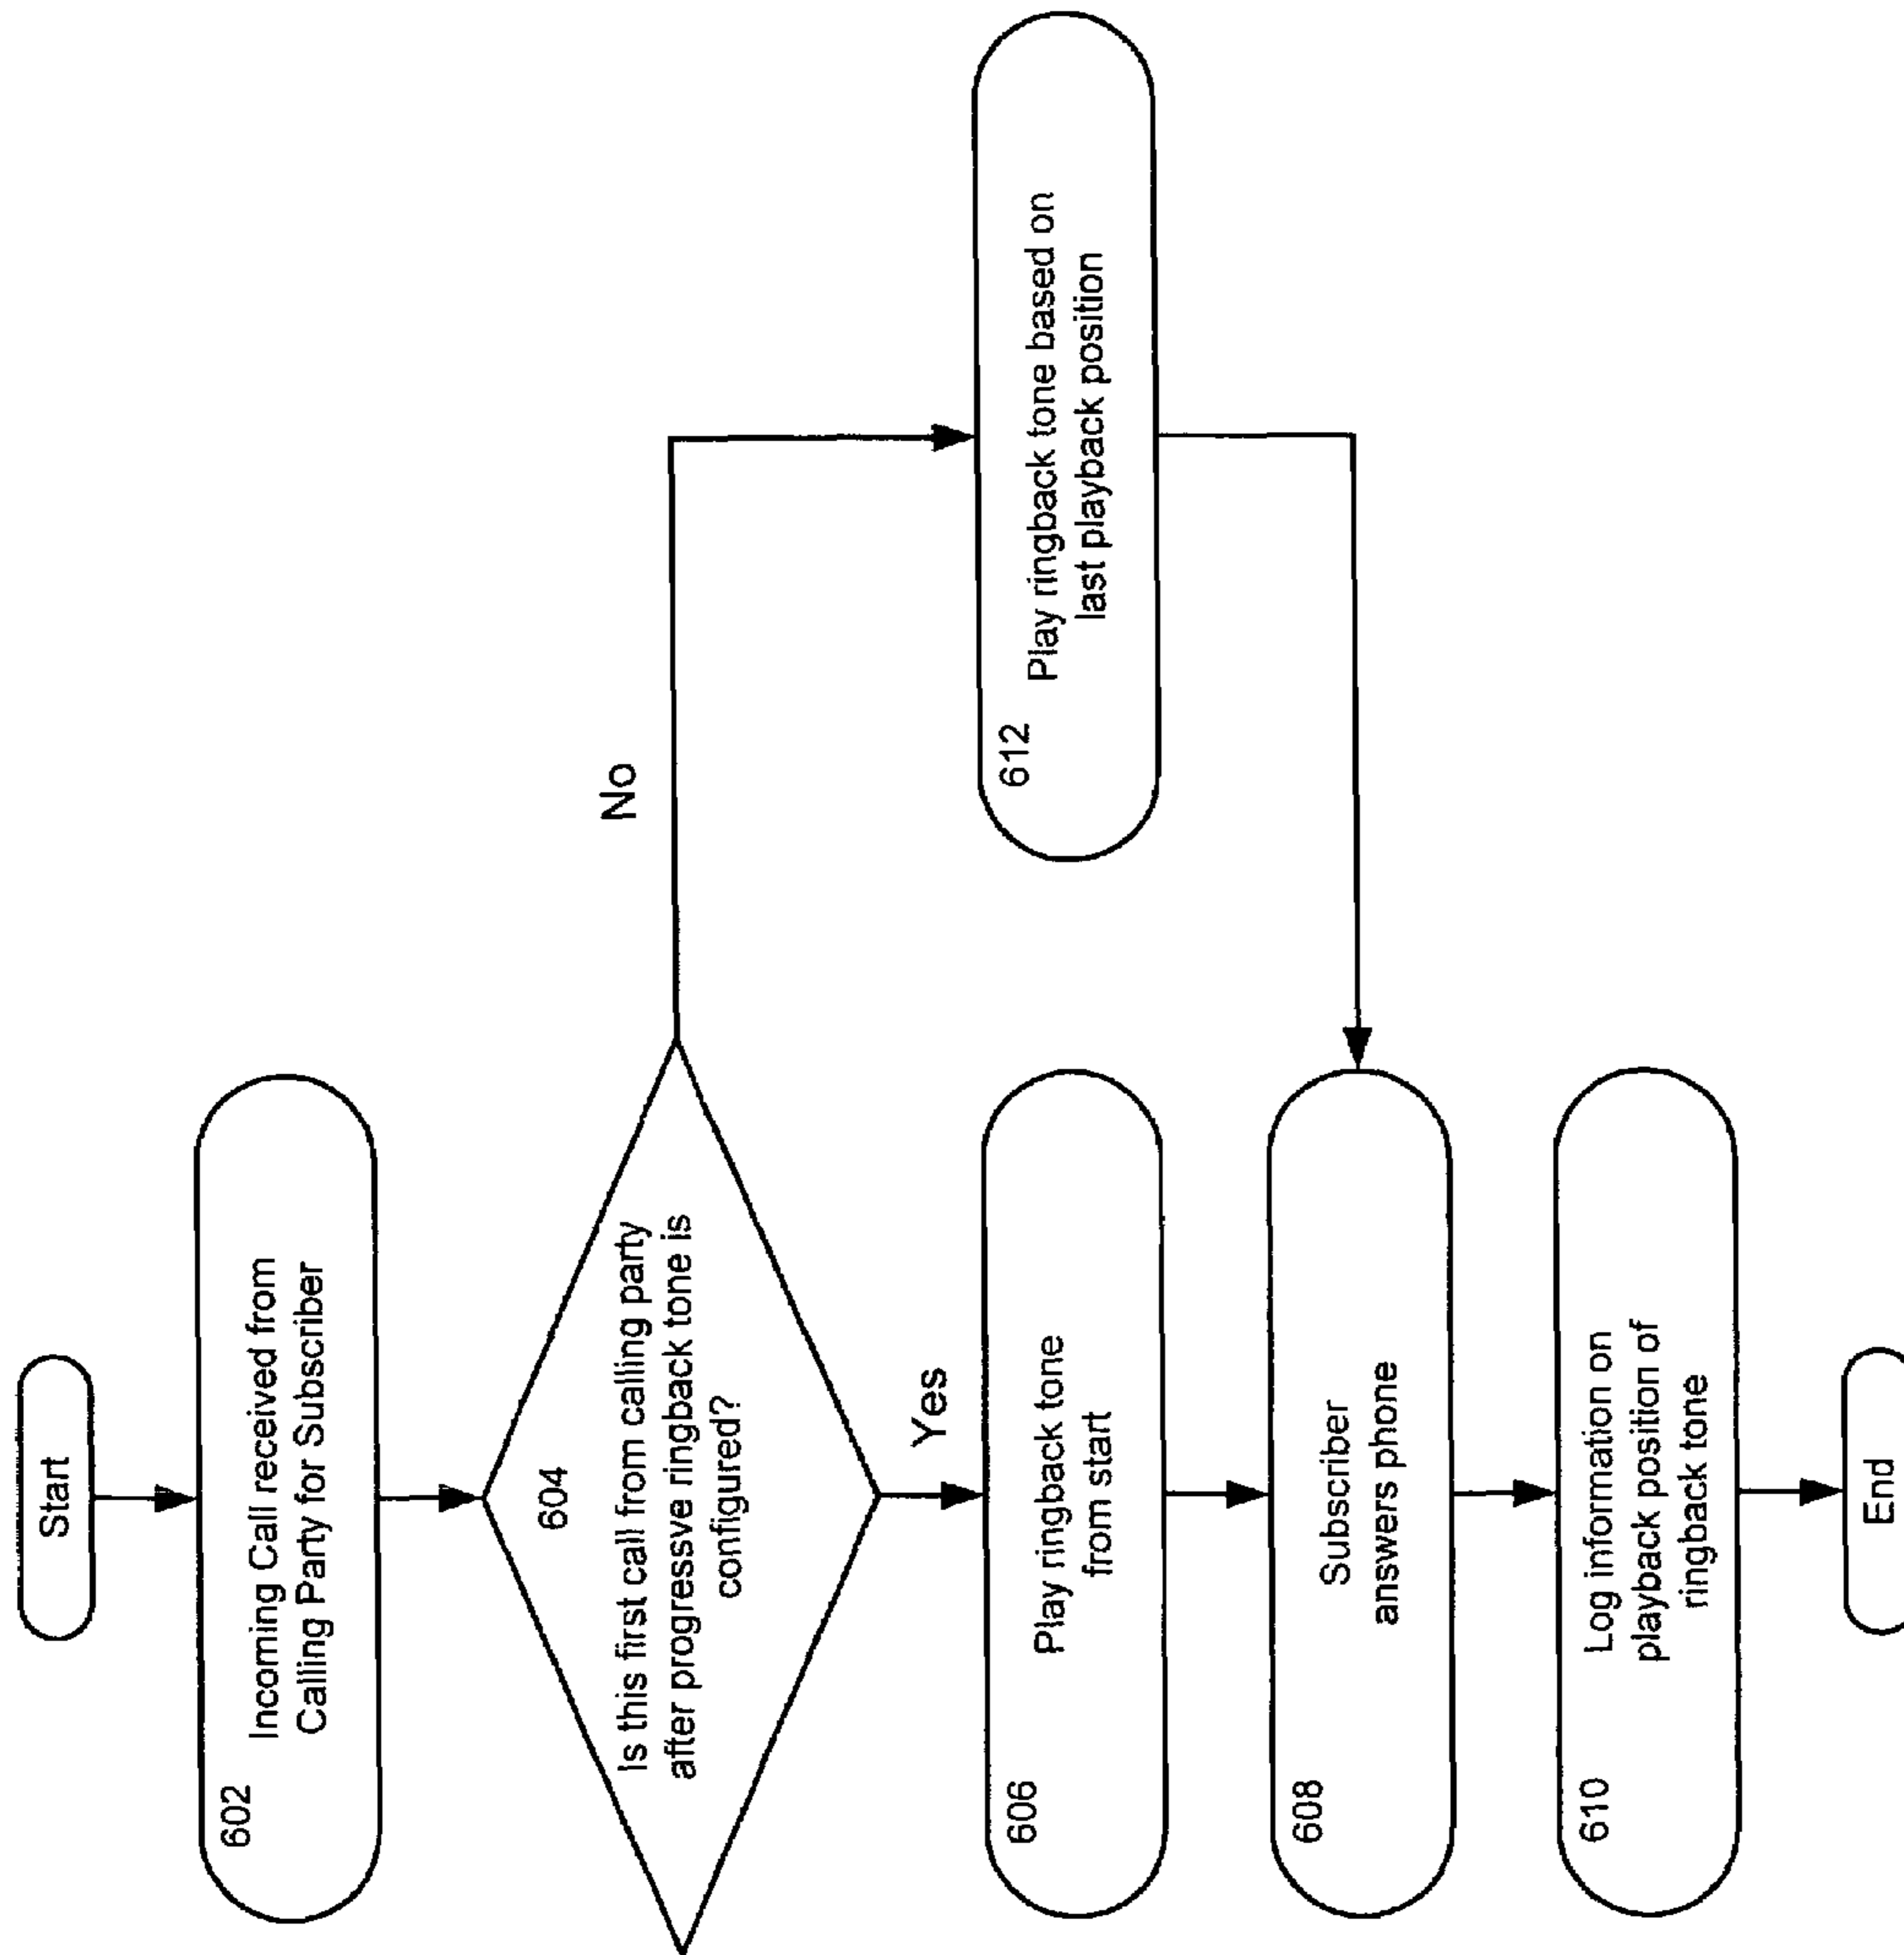 Start
602
Incoming Call received from
Calling Party for Subscriber
604
Is this first call from calling party
after progressve ringback tone is
configured?
No
Yes
606
Play ringback tone
from start
612
Play ringback tone based on
last playback position
608
Subscriber
answers phone
610
Log information on
playback position of
ringback tone
End